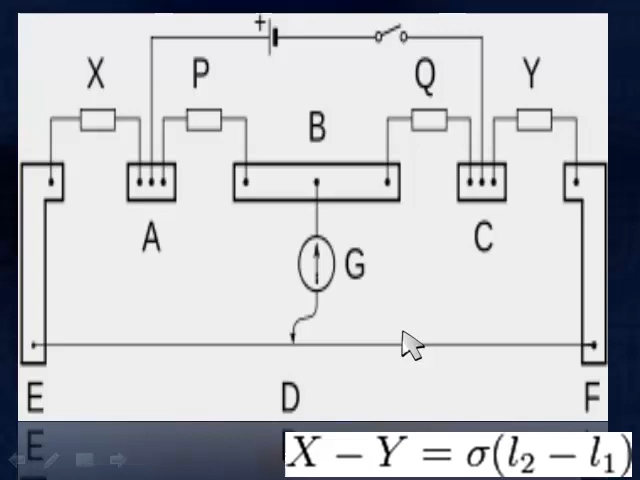 +
X P Q Y
B
A C
G
E D F
E
X − Y = σ(l₂ − l₁)